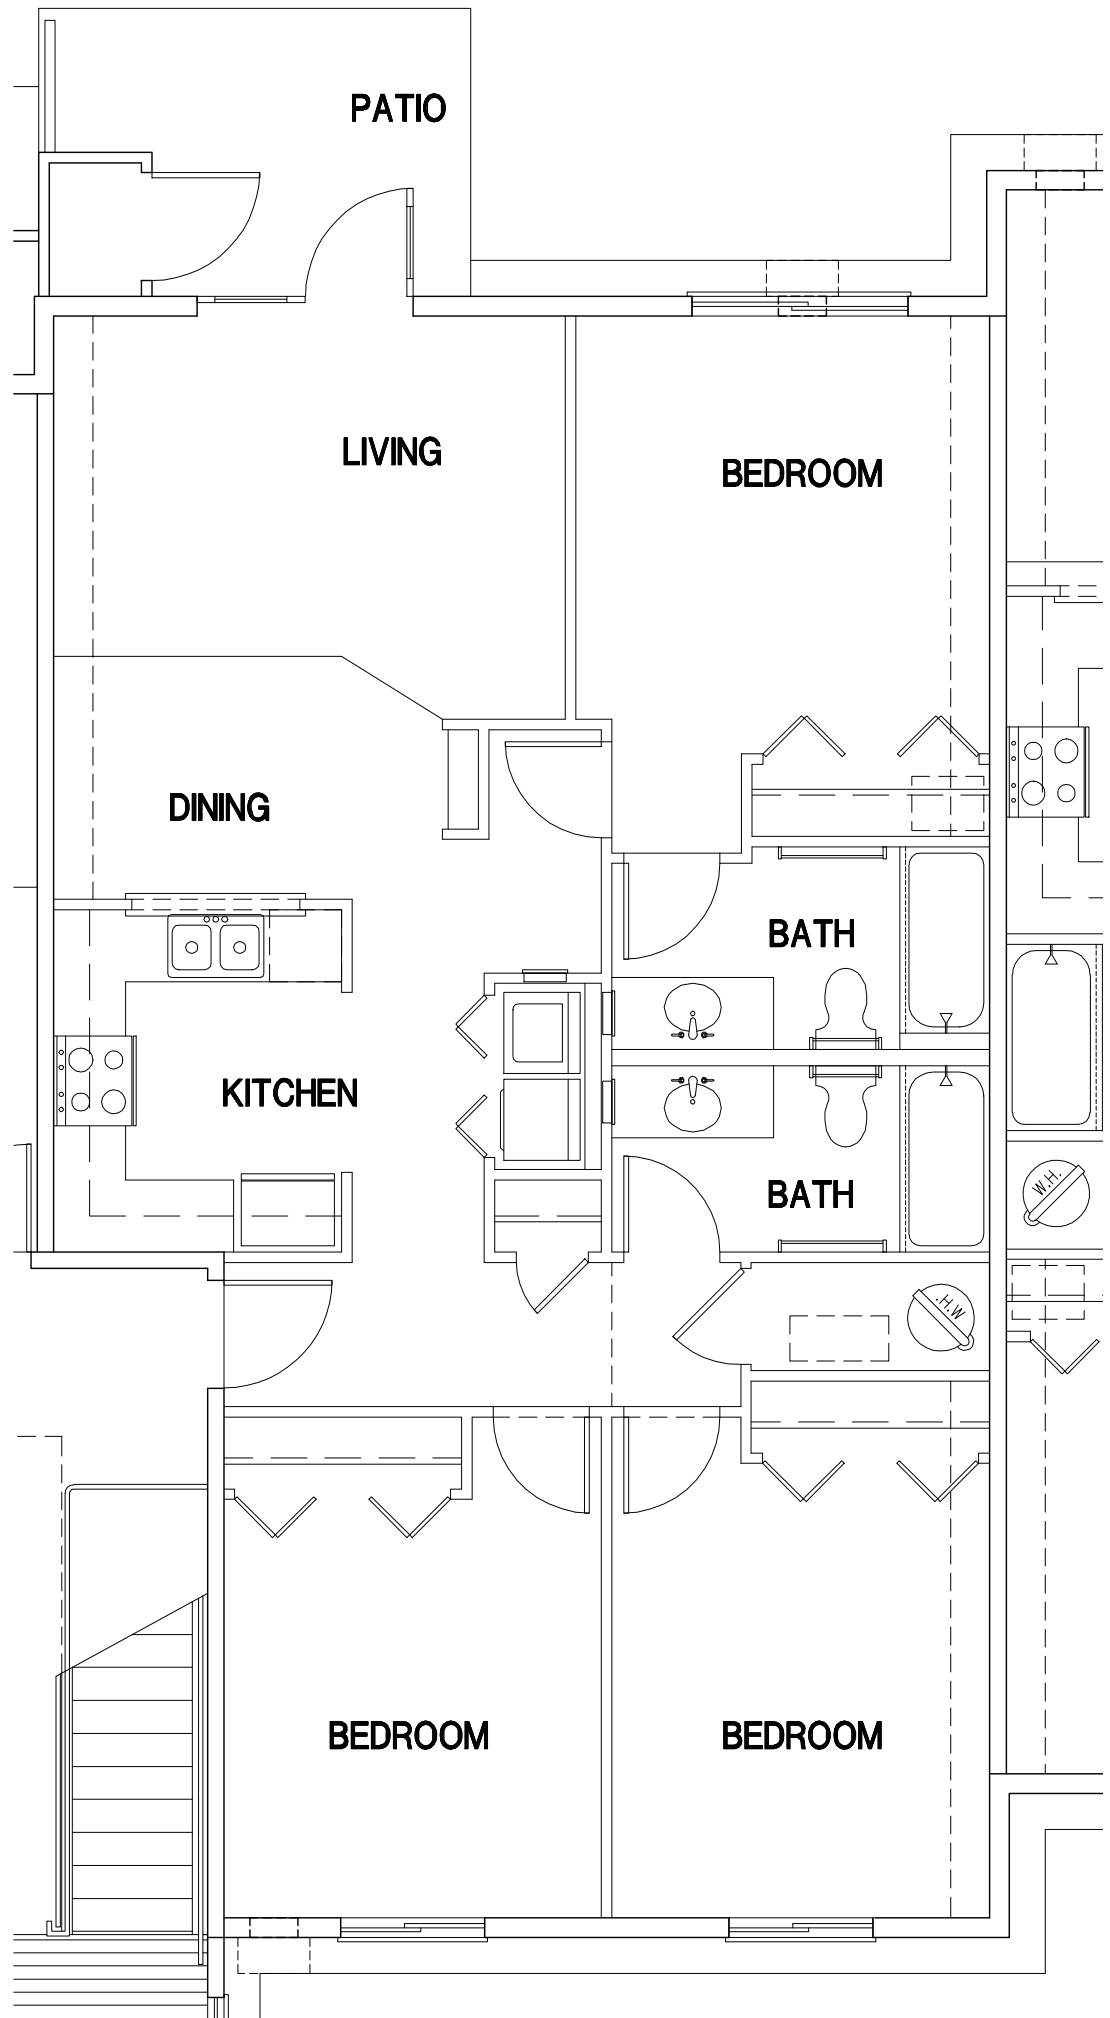 PATIO
LIVING
BEDROOM
DINING
BATH
KITCHEN
W.H.
BATH
W.H.
BEDROOM
BEDROOM